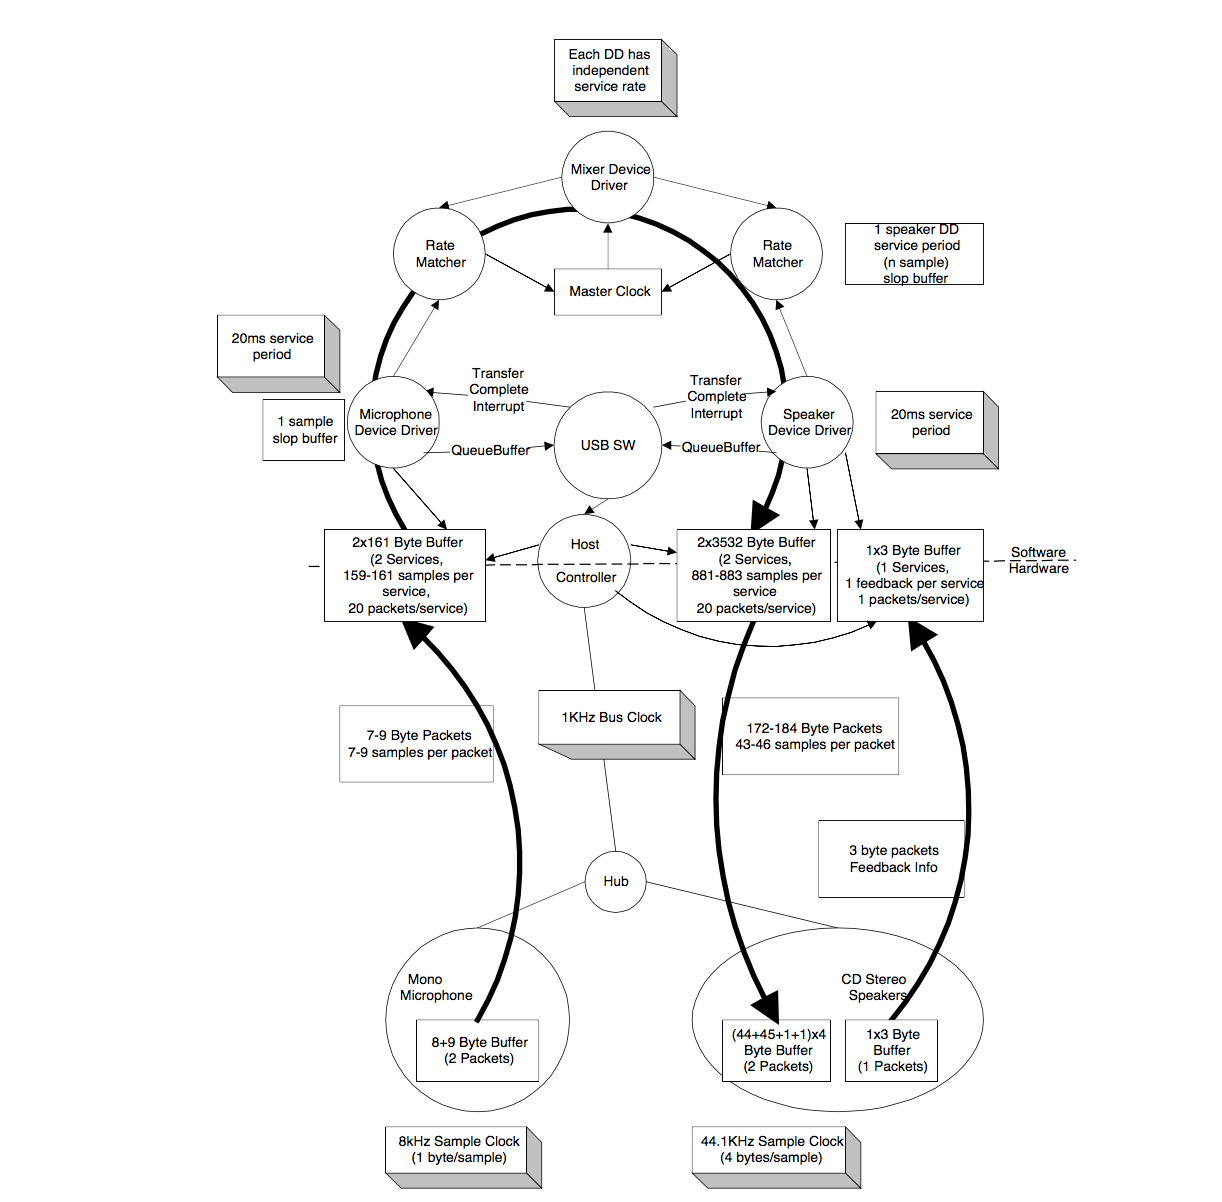 Each DD has
independent
service rate
Mixer Device
Driver
Rate
Matcher
Rate
Matcher
1 speaker DD
service period
(n sample)
slop buffer
Master Clock
20ms service
period
Transfer
Complete
Interrupt
Transfer
Complete
Interrupt
1 sample
slop buffer
Microphone
Device Driver
USB SW
Speaker
Device Driver
20ms service
period
QueueBuffer
QueueBuffer
2x161 Byte Buffer
(2 Services,
159-161 samples per
service,
20 packets/service)
Host
Controller
2x3532 Byte Buffer
(2 Services,
881-883 samples per
service
20 packets/service)
1x3 Byte Buffer
(1 Services,
1 feedback per service
1 packets/service)
Software
Hardware
7-9 Byte Packets
7-9 samples per packet
1KHz Bus Clock
172-184 Byte Packets
43-46 samples per packet
3 byte packets
Feedback Info
Hub
Mono
Microphone
8+9 Byte Buffer
(2 Packets)
CD Stereo
Speakers
(44+45+1+1)x4
Byte Buffer
(2 Packets)
1x3 Byte
Buffer
(1 Packets)
8kHz Sample Clock
(1 byte/sample)
44.1KHz Sample Clock
(4 bytes/sample)